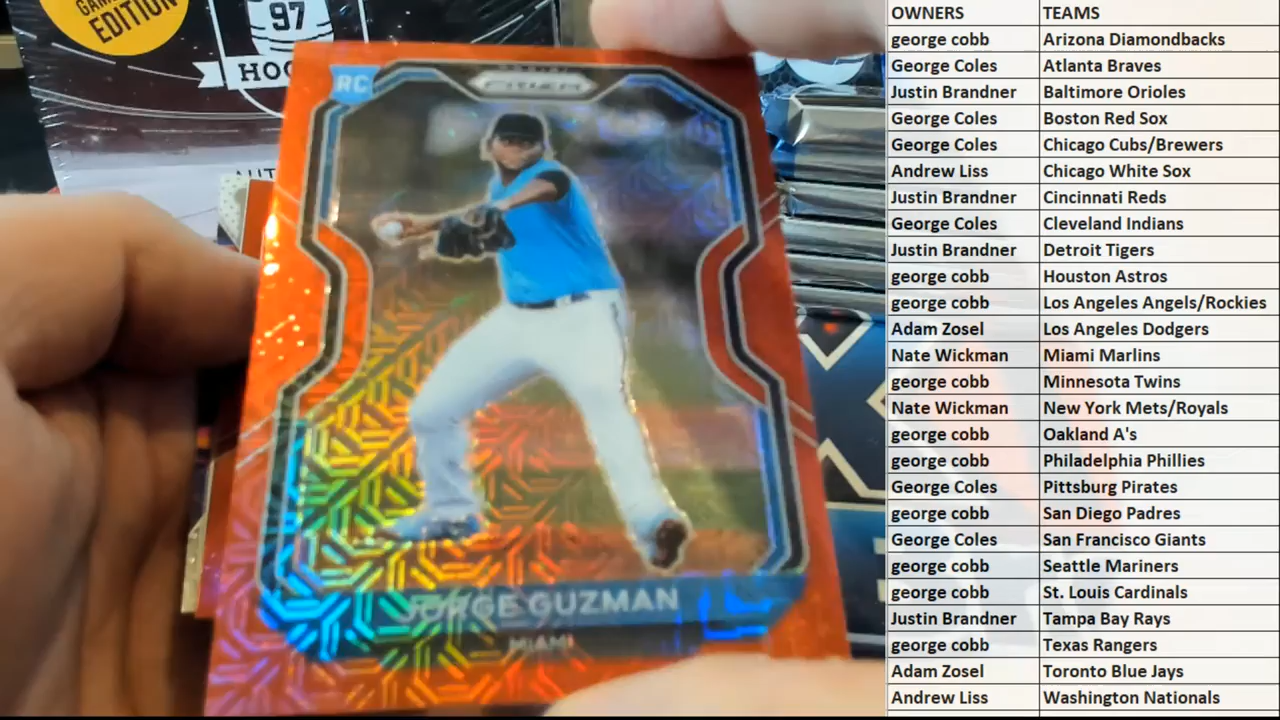 GAM
EDITION
97
HOC
AUT
RC
PRIZM
JORGE GUZMAN
MIAMI
OWNERS TEAMS
george cobb Arizona Diamondbacks
George Coles Atlanta Braves
Justin Brandner Baltimore Orioles
George Coles Boston Red Sox
George Coles Chicago Cubs/Brewers
Andrew Liss Chicago White Sox
Justin Brandner Cincinnati Reds
George Coles Cleveland Indians
Justin Brandner Detroit Tigers
george cobb Houston Astros
george cobb Los Angeles Angels/Rockies
Adam Zosel Los Angeles Dodgers
Nate Wickman Miami Marlins
george cobb Minnesota Twins
Nate Wickman New York Mets/Royals
george cobb Oakland A's
george cobb Philadelphia Phillies
George Coles Pittsburg Pirates
george cobb San Diego Padres
George Coles San Francisco Giants
george cobb Seattle Mariners
george cobb St. Louis Cardinals
Justin Brandner Tampa Bay Rays
george cobb Texas Rangers
Adam Zosel Toronto Blue Jays
Andrew Liss Washington Nationals